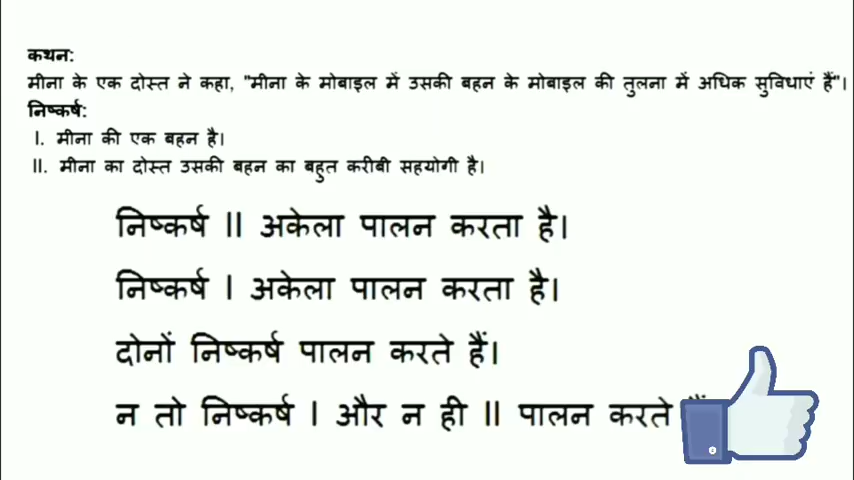 कथन:
मीना के एक दोस्त ने कहा, "मीना के मोबाइल में उसकी बहन के मोबाइल की तुलना में अधिक सुविधाएं हैं"।
निष्कर्ष:
I. मीना की एक बहन है।
II. मीना का दोस्त उसकी बहन का बहुत करीबी सहयोगी है।
निष्कर्ष II अकेला पालन करता है।
निष्कर्ष I अकेला पालन करता है।
दोनों निष्कर्ष पालन करते हैं।
न तो निष्कर्ष I और न ही II पालन करते